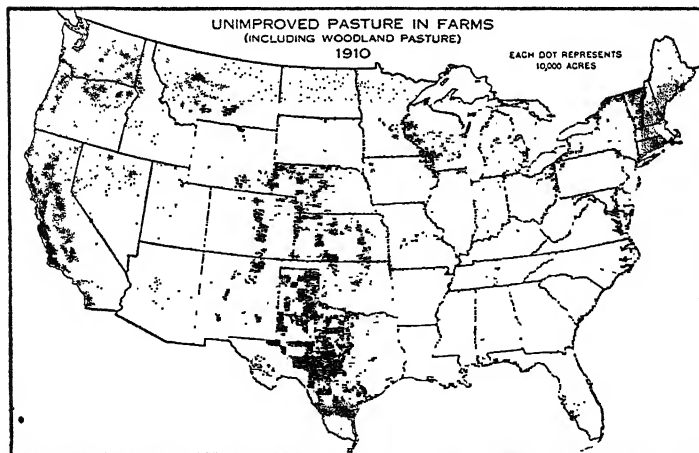 UNIMPROVED PASTURE IN FARMS
(INCLUDING WOODLAND PASTURE)
1910
EACH DOT REPRESENTS
10,000 ACRES